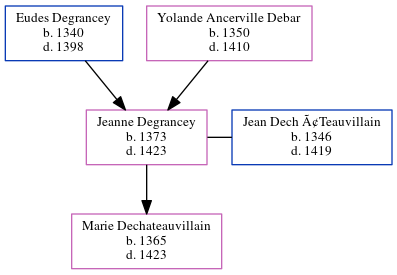 Eudes Degrancey
b. 1340
d. 1398
Yolande Ancerville Debar
b. 1350
d. 1410
Jeanne Degrancey
b. 1373
d. 1423
Jean Dech Ã¢Teauvillain
b. 1346
d. 1419
Marie Dechateauvillain
b. 1365
d. 1423